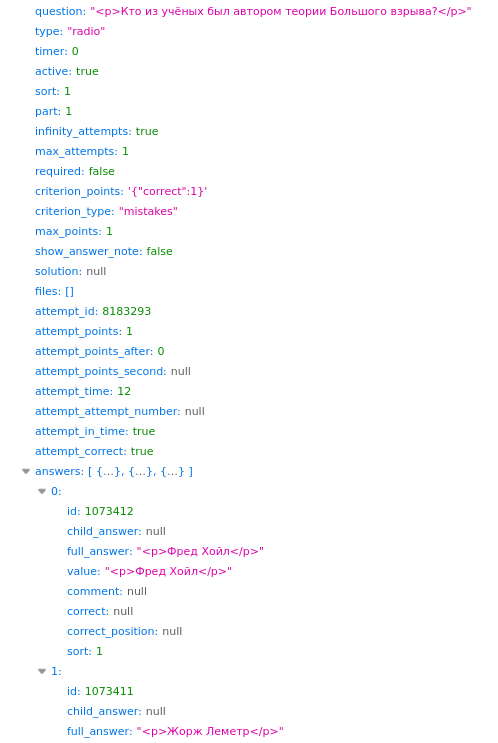 question: "<p>Кто из учёных был автором теории Большого взрыва?</p>"
type: "radio"
timer: 0
active: true
sort: 1
part: 1
infinity_attempts: true
max_attempts: 1
required: false
criterion_points: '{"correct":1}'
criterion_type: "mistakes"
max_points: 1
show_answer_note: false
solution: null
files: []
attempt_id: 8183293
attempt_points: 1
attempt_points_after: 0
attempt_points_second: null
attempt_time: 12
attempt_attempt_number: null
attempt_in_time: true
attempt_correct: true
answers: [ {…}, {…}, {…} ]
0:
id: 1073412
child_answer: null
full_answer: "<p>Фред Хойл</p>"
value: "<p>Фред Хойл</p>"
comment: null
correct: null
correct_position: null
sort: 1
1:
id: 1073411
child_answer: null
full_answer: "<p>Жорж Леметр</p>"